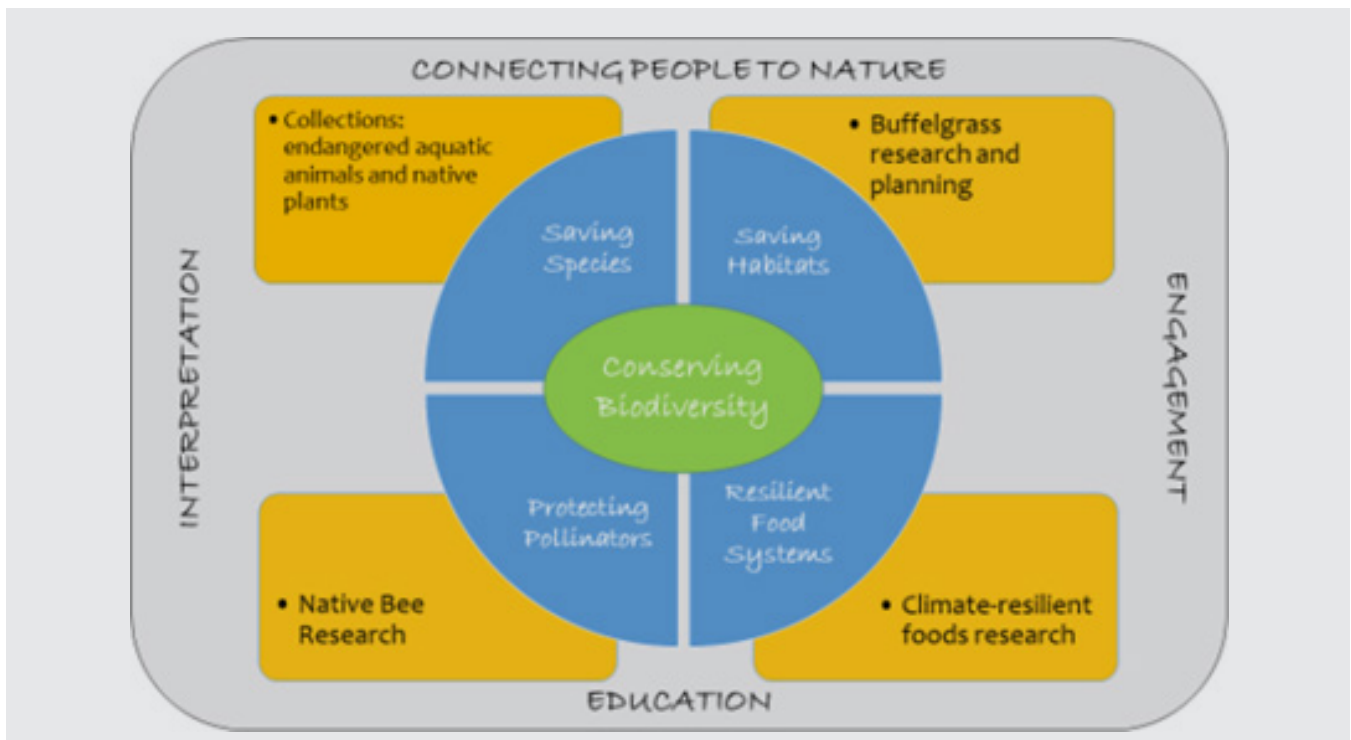 CONNECTING PEOPLE TO NATURE
• Collections:
endangered aquatic
animals and native
plants
• Buffelgrass
research and
planning
Saving
Species
Saving
Habitats
INTERPRETATION
ENGAGEMENT
Conserving
Biodiversity
Protecting
Pollinators
Resilient
Food
Systems
• Native Bee
Research
• Climate-resilient
foods research
EDUCATION